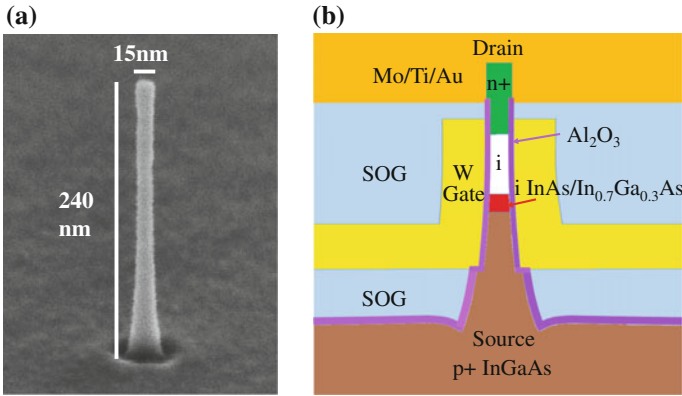 (a)
15nm
240
nm
(b)
Drain
Mo/Ti/Au
n+
Al₂O₃
SOG
i
W
Gate
i InAs/In₀.₇Ga₀.₃As
SOG
Source
p+ InGaAs